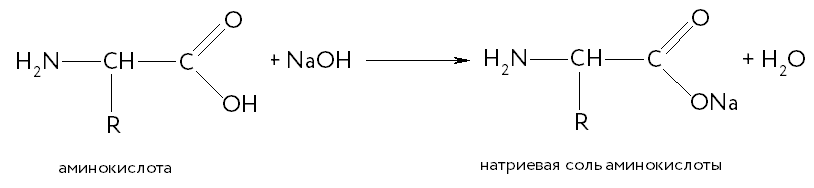 H₂N—CH—C(=O)—OH + NaOH ⟶ H₂N—CH—C(=O)—ONa + H₂O
R R
аминокислота натриевая соль аминокислоты